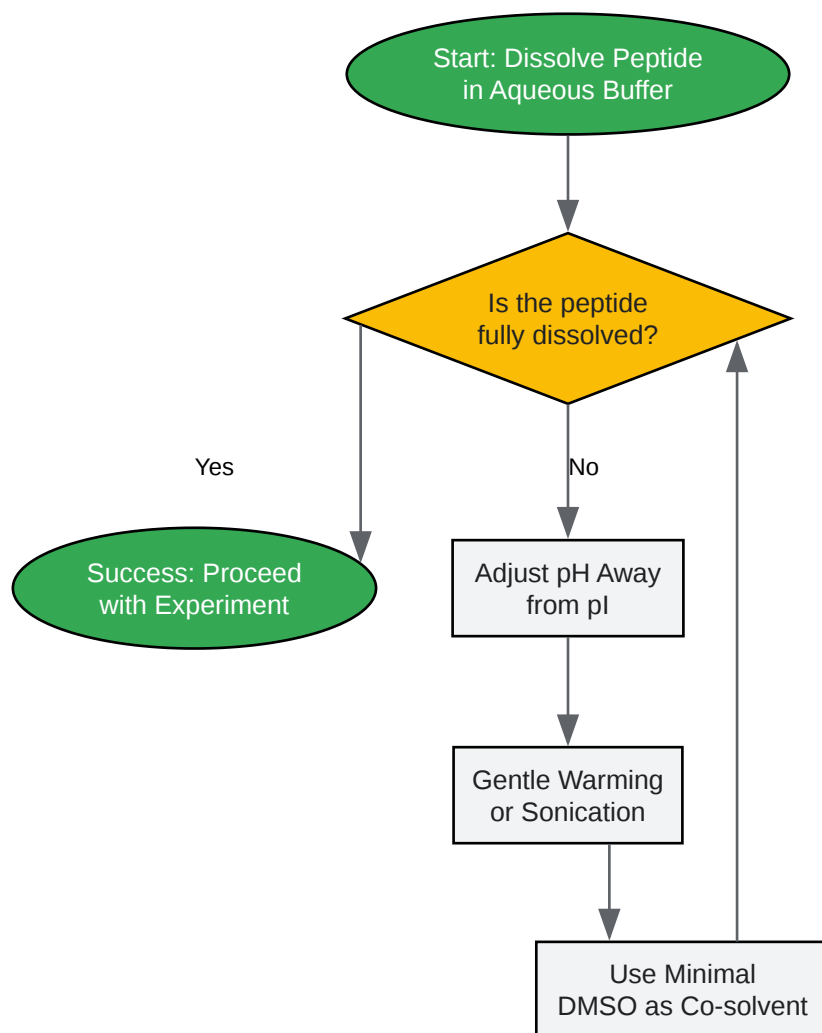 Start: Dissolve Peptide
in Aqueous Buffer
Is the peptide
fully dissolved?
Yes
No
Success: Proceed
with Experiment
Adjust pH Away
from pI
Gentle Warming
or Sonication
Use Minimal
DMSO as Co-solvent